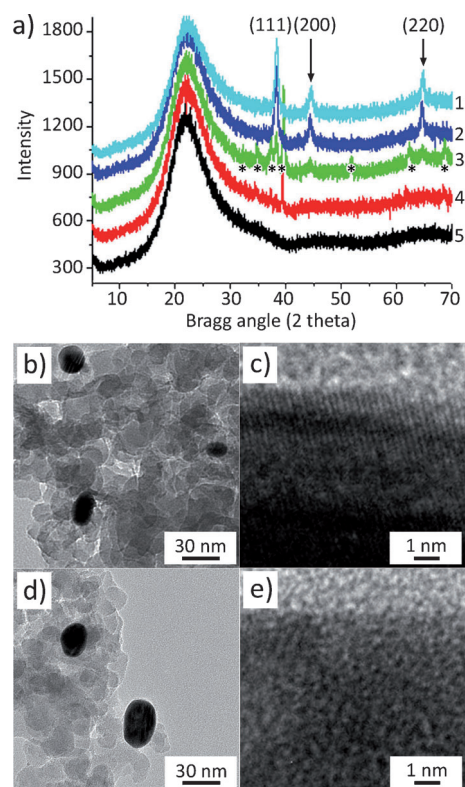 a)
1800
1500
1200
900
600
300
Intensity
(111) (200) (220)
1
2
3
4
5
* * * * * * *
10 20 30 40 50 60 70
Bragg angle (2 theta)
b)
30 nm
c)
1 nm
d)
30 nm
e)
1 nm